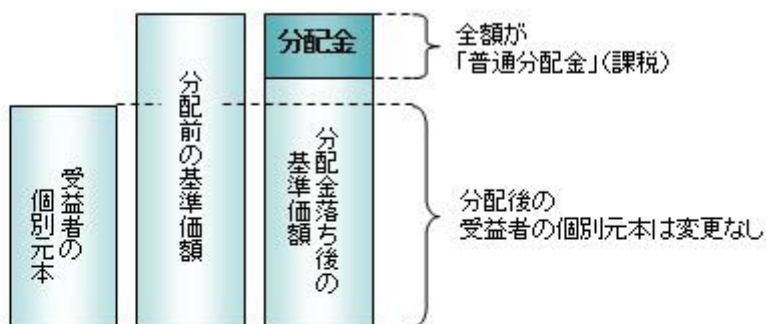 受益者の
個別元本
分配前の基準価額
分配金
分配金落ち後の
基準価額
全額が
「普通分配金」(課税)
分配後の
受益者の個別元本は変更なし